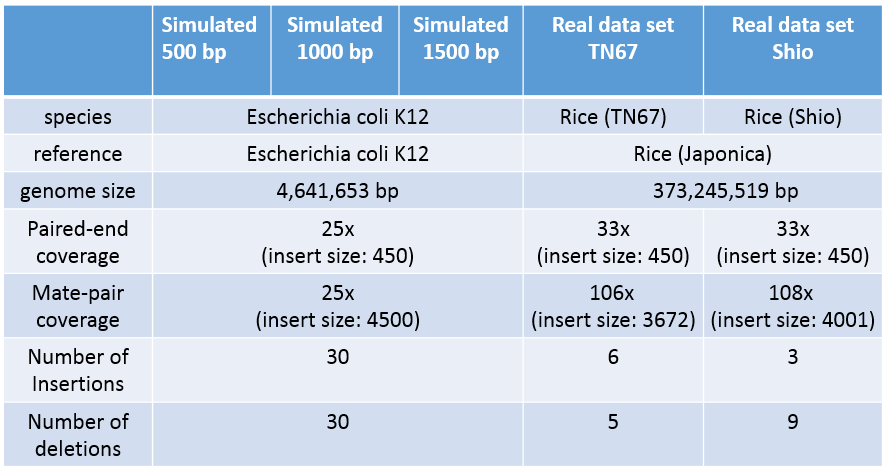 Simulated 500 bp
Simulated 1000 bp
Simulated 1500 bp
Real data set TN67
Real data set Shio
species
Escherichia coli K12
Rice (TN67)
Rice (Shio)
reference
Escherichia coli K12
Rice (Japonica)
genome size
4,641,653 bp
373,245,519 bp
Paired-end coverage
25x
(insert size: 450)
33x
(insert size: 450)
33x
(insert size: 450)
Mate-pair coverage
25x
(insert size: 4500)
106x
(insert size: 3672)
108x
(insert size: 4001)
Number of Insertions
30
6
3
Number of deletions
30
5
9